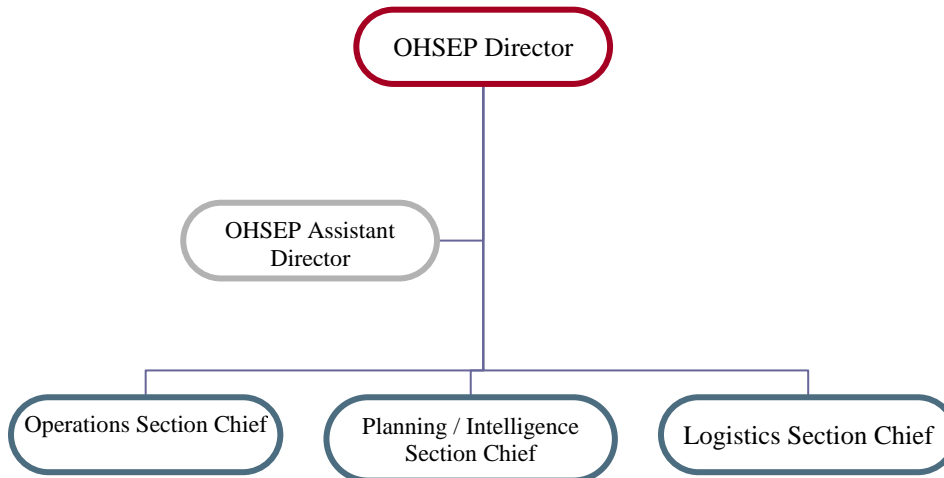 OHSEP Director
OHSEP Assistant
Director
Operations Section Chief
Planning / Intelligence
Section Chief
Logistics Section Chief